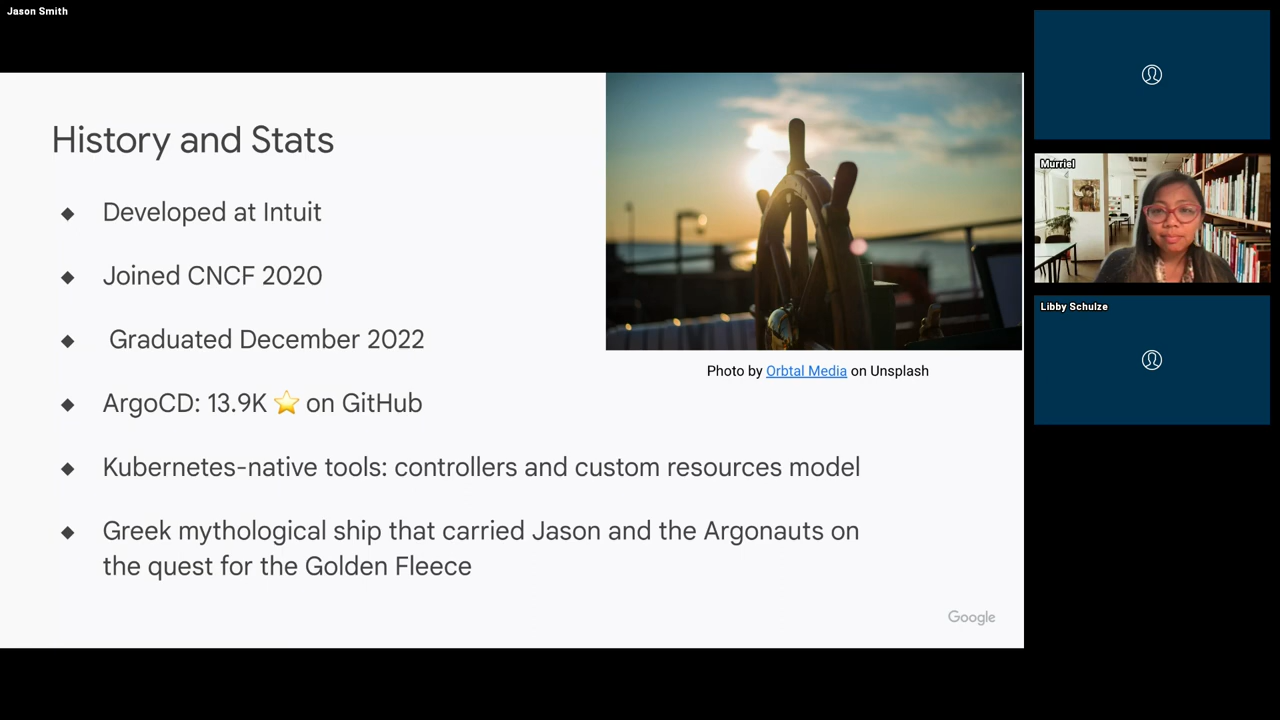 Jason Smith
History and Stats
Developed at Intuit
Joined CNCF 2020
Graduated December 2022
ArgoCD: 13.9K ⭐ on GitHub
Kubernetes-native tools: controllers and custom resources model
Greek mythological ship that carried Jason and the Argonauts on
the quest for the Golden Fleece
Photo by Orbtal Media on Unsplash
Google
Murriel
Libby Schulze